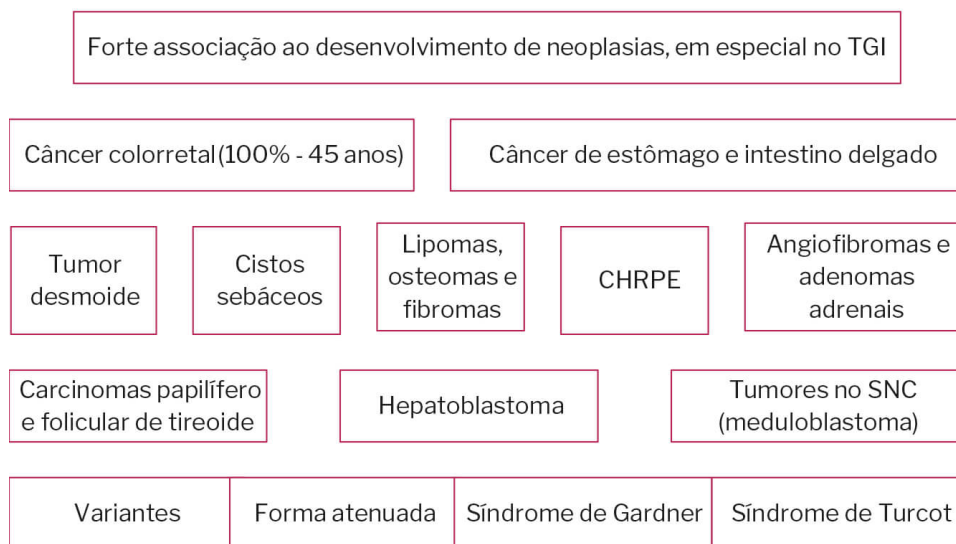 Forte associação ao desenvolvimento de neoplasias, em especial no TGI
Câncer colorretal (100% - 45 anos)
Câncer de estômago e intestino delgado
Tumor
desmoide
Cistos
sebáceos
Lipomas,
osteomas e
fibromas
CHRPE
Angiofibromas e
adenomas
adrenais
Carcinomas papilífero
e folicular de tireoide
Hepatoblastoma
Tumores no SNC
(meduloblastoma)
Variantes
Forma atenuada
Síndrome de Gardner
Síndrome de Turcot